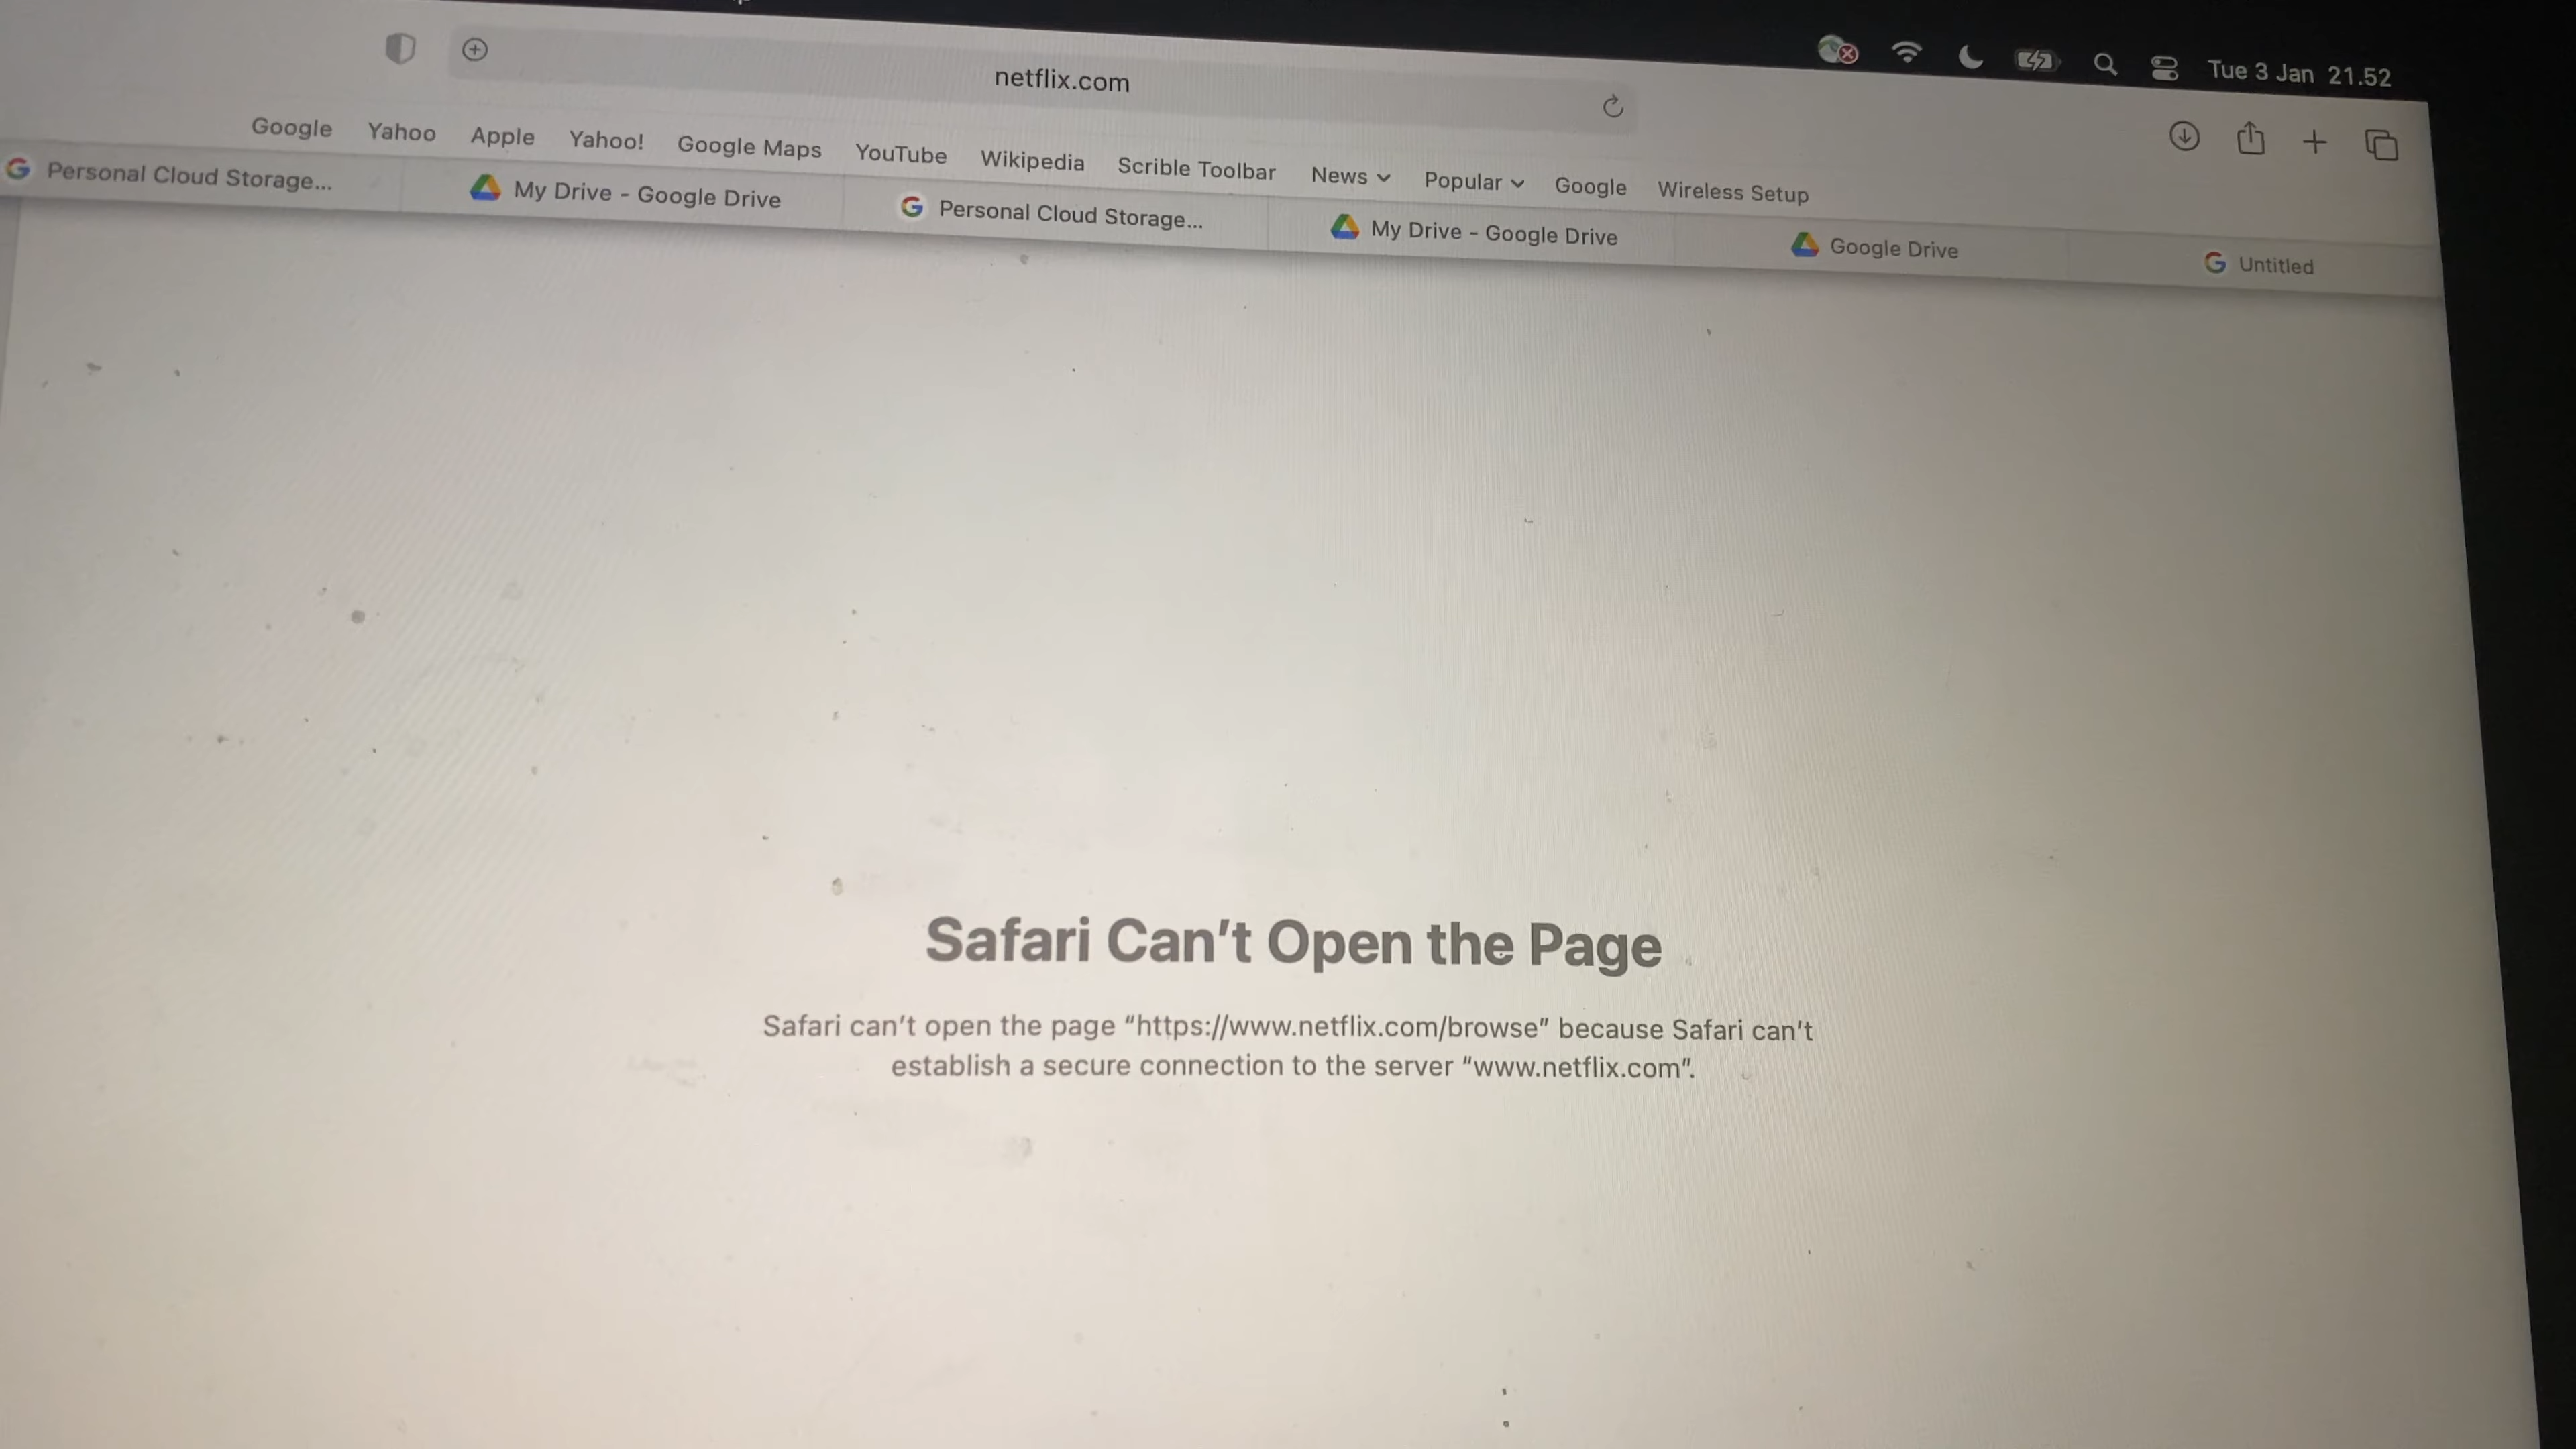 Tue 3 Jan 21.52
netflix.com
Google Yahoo Apple Yahoo! Google Maps YouTube Wikipedia Scrible Toolbar News Popular Google Wireless Setup
Personal Cloud Storage... My Drive - Google Drive Personal Cloud Storage... My Drive - Google Drive Google Drive Untitled
Safari Can’t Open the Page
Safari can’t open the page “https://www.netflix.com/browse” because Safari can’t
establish a secure connection to the server “www.netflix.com”.